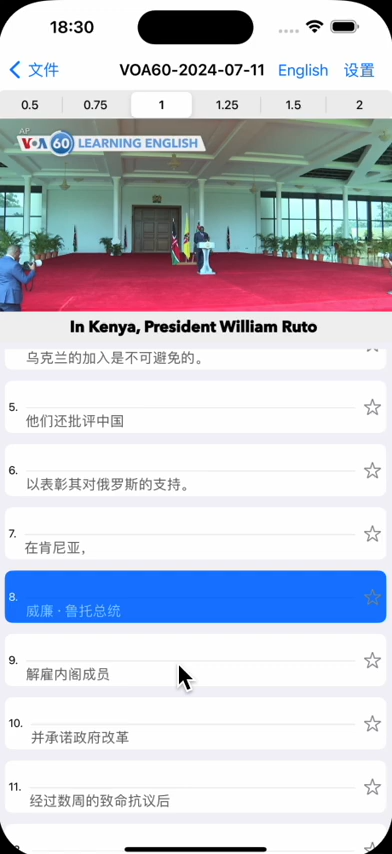 18:30
文件
VOA60-2024-07-11
English
设置
0.5
0.75
1
1.25
1.5
2
AP
VOA 60 LEARNING ENGLISH
In Kenya, President William Ruto
乌克兰的加入是不可避免的。
5.
他们还批评中国
6.
以表彰其对俄罗斯的支持。
7.
在肯尼亚，
8.
威廉·鲁托总统
9.
解雇内阁成员
10.
并承诺政府改革
11.
经过数周的致命抗议后